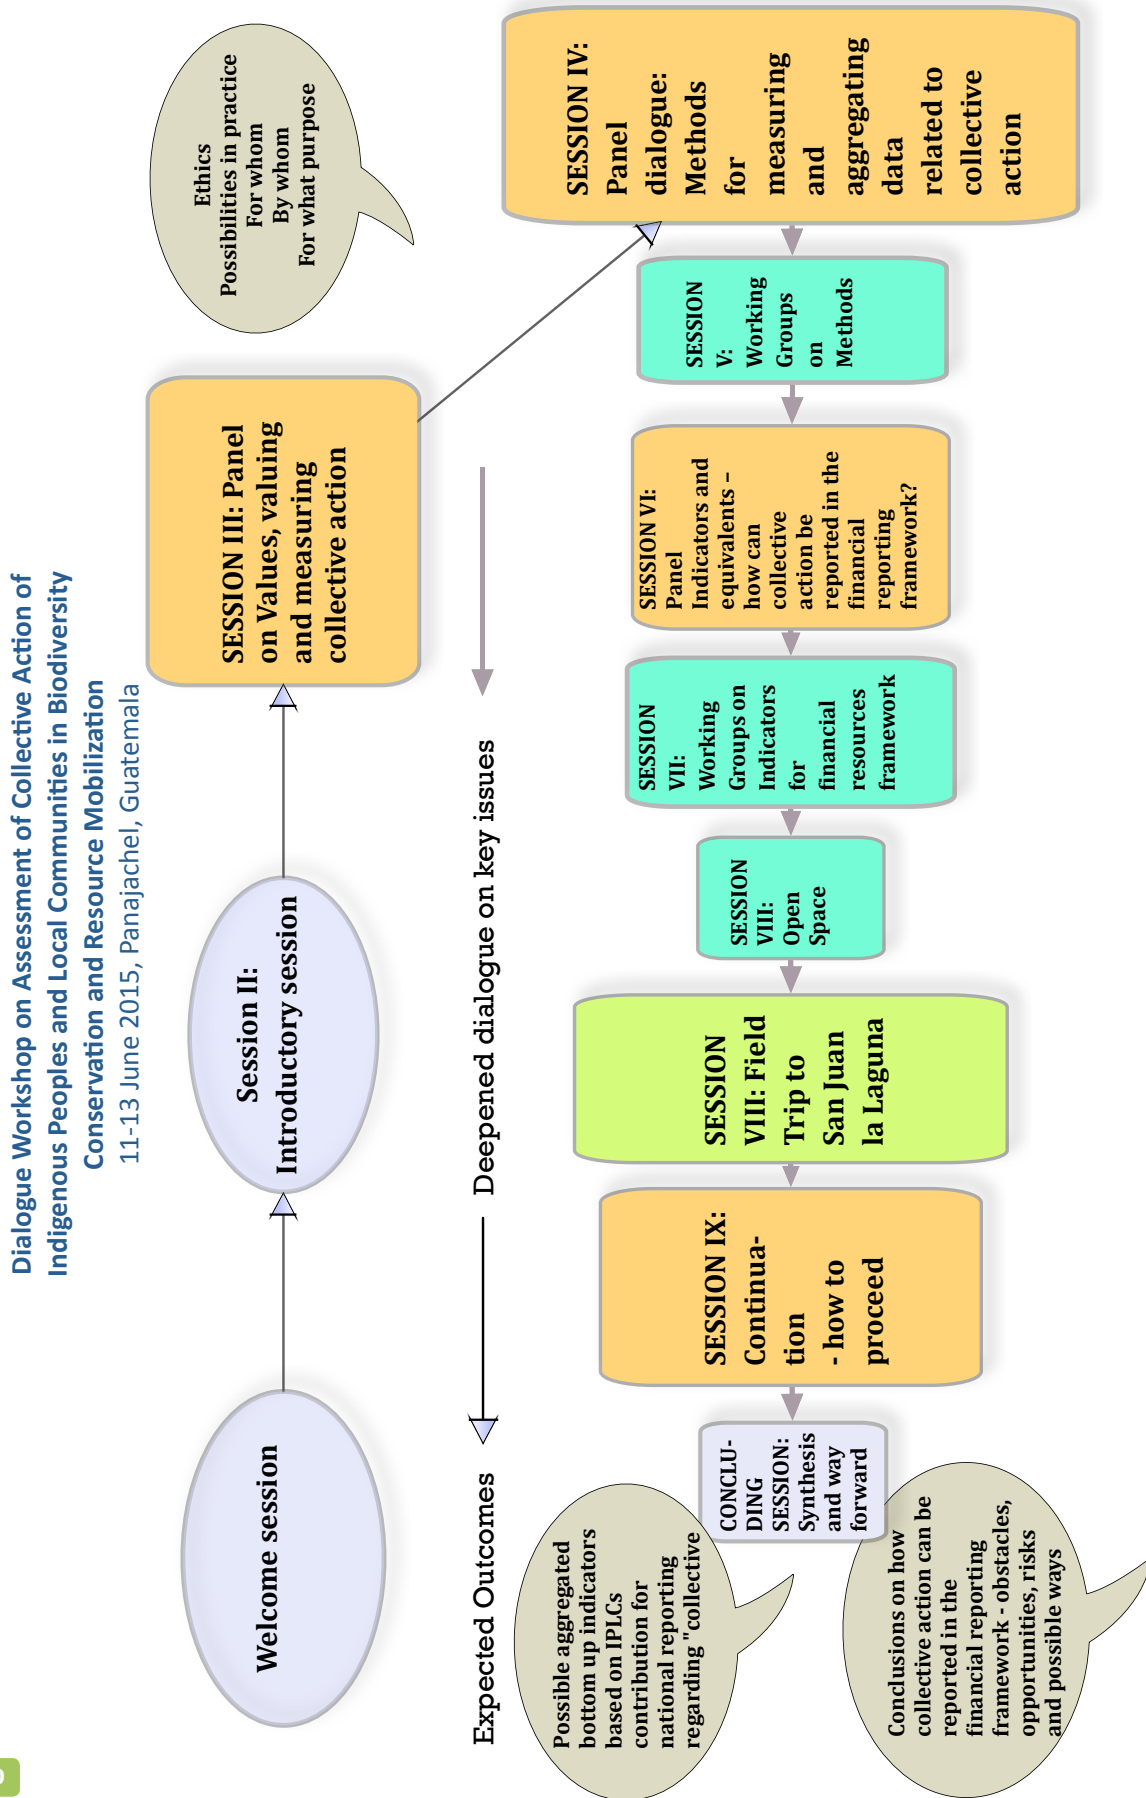 Dialogue Workshop on Assessment of Collective Action of
Indigenous Peoples and Local Communities in Biodiversity
Conservation and Resource Mobilization
11-13 June 2015, Panajachel, Guatemala
Welcome session
Session II:
Introductory session
SESSION III: Panel
on Values, valuing
and measuring
collective action
Ethics
Possibilities in practice
For whom
By whom
For what purpose
Expected Outcomes
Deepened dialogue on key issues
SESSION IV:
Panel
dialogue:
Methods
for
measuring
and
aggregating
data
related to
collective
action
SESSION
V:
Working
Groups
on
Methods
SESSION VI:
Panel
Indicators and
equivalents –
how can
collective
action be
reported in the
financial
reporting
framework?
SESSION
VII:
Working
Groups on
Indicators
for
financial
resources
framework
SESSION
VIII:
Open
Space
SESSION
VIII: Field
Trip to
San Juan
la Laguna
SESSION IX:
Continua-
tion
- how to
proceed
CONCLU-
DING
SESSION:
Synthesis
and way
forward
Possible aggregated
bottom up indicators
based on IPLCs
contribution for
national reporting
regarding "collective
Conclusions on how
collective action can be
reported in the
financial reporting
framework - obstacles,
opportunities, risks
and possible ways